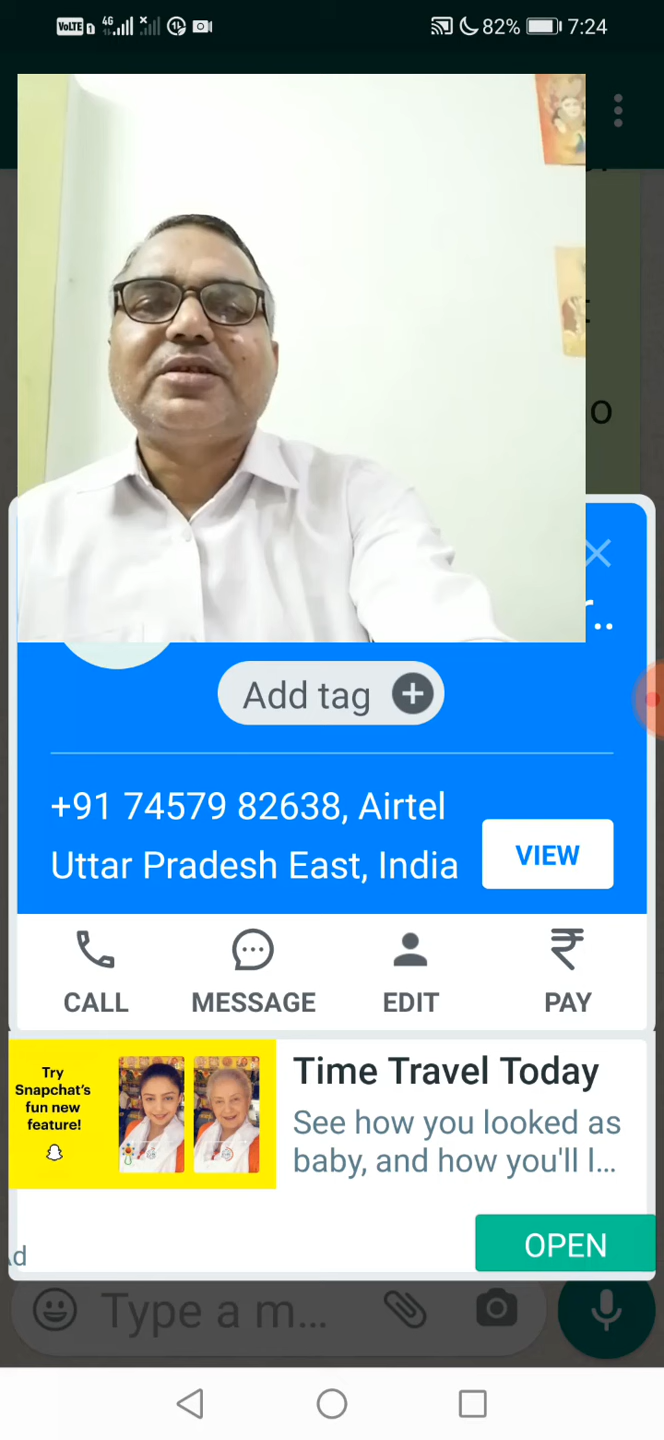 VoLTE 4G 82% 7:24
o
r..
Add tag
+91 74579 82638, Airtel
Uttar Pradesh East, India
VIEW
CALL MESSAGE EDIT PAY
Try
Snapchat's
fun new
feature!
Time Travel Today
See how you looked as
baby, and how you'll l...
OPEN
Type a m...